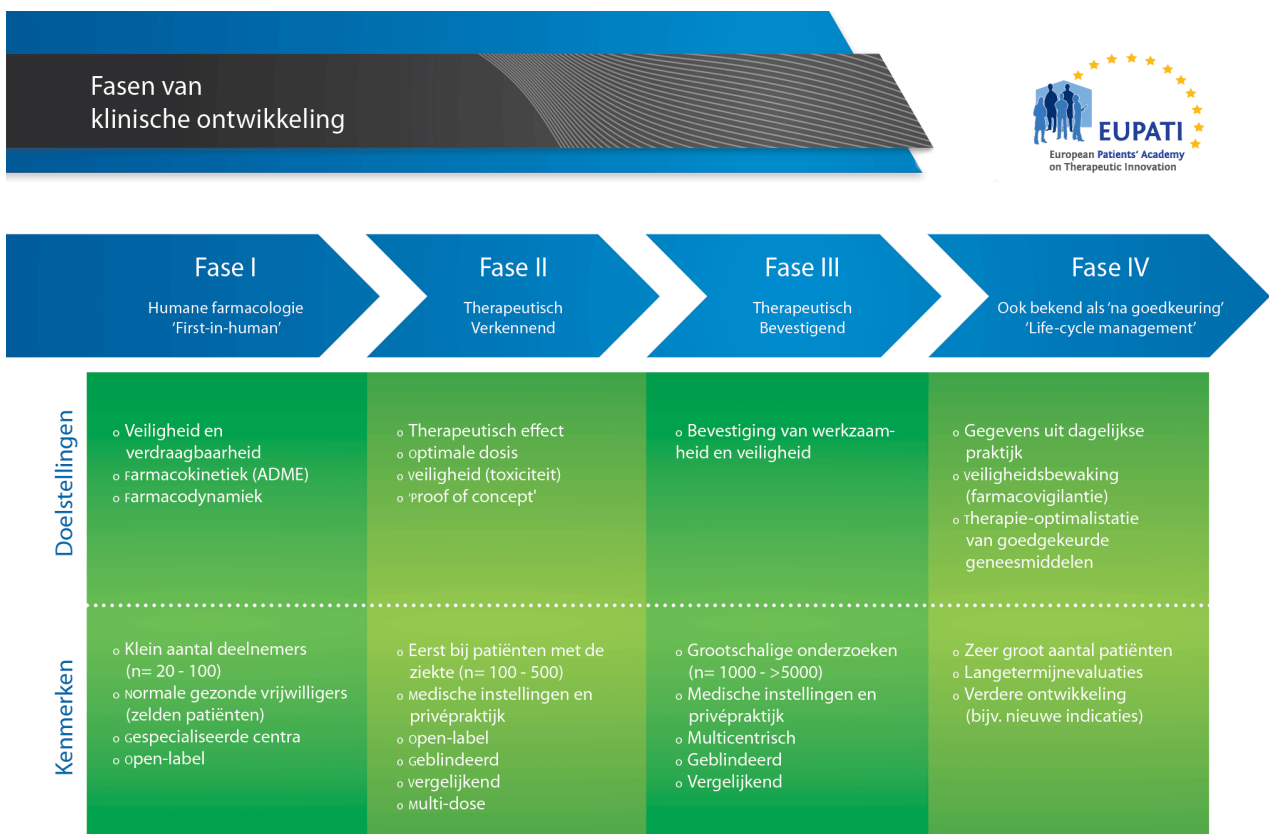 Fasen van
klinische ontwikkeling
EUPATI
European Patients' Academy
on Therapeutic Innovation
Fase I
Humane farmacologie
'First-in-human'
Fase II
Therapeutisch
Verkennend
Fase III
Therapeutisch
Bevestigend
Fase IV
Ook bekend als 'na goedkeuring'
'Life-cycle management'
Doelstellingen
o Veiligheid en
verdraagbaarheid
o Farmacokinetiek (ADME)
o Farmacodynamiek
o Therapeutisch effect
o Optimale dosis
o Veiligheid (toxiciteit)
o 'Proof of concept'
o Bevestiging van werkzaam-
heid en veiligheid
o Gegevens uit dagelijkse
praktijk
o Veiligheidsbewaking
(farmacovigilantie)
o Therapie-optimalistatie
van goedgekeurde
geneesmiddelen
Kenmerken
o Klein aantal deelnemers
(n= 20 - 100)
o Normale gezonde vrijwilligers
(zelden patiënten)
o Gespecialiseerde centra
o Open-label
o Eerst bij patiënten met de
ziekte (n= 100 - 500)
o Medische instellingen en
privépraktijk
o Open-label
o Geblindeerd
o Vergelijkend
o Multi-dose
o Grootschalige onderzoeken
(n= 1000 - >5000)
o Medische instellingen en
privépraktijk
o Multicentrisch
o Geblindeerd
o Vergelijkend
o Zeer groot aantal patiënten
o Langetermijnevaluaties
o Verdere ontwikkeling
(bijv. nieuwe indicaties)